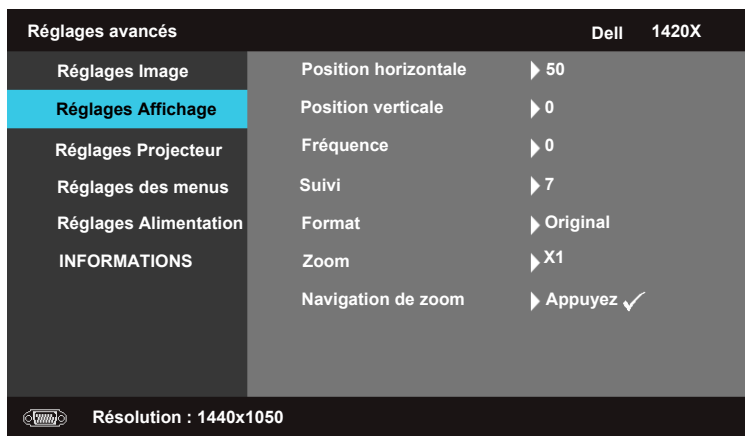 Réglages avancés Dell 1420X
Réglages Image Position horizontale 50
Réglages Affichage Position verticale 0
Réglages Projecteur Fréquence 0
Réglages des menus Suivi 7
Réglages Alimentation Format Original
INFORMATIONS Zoom X1
Navigation de zoom Appuyez
Résolution : 1440x1050